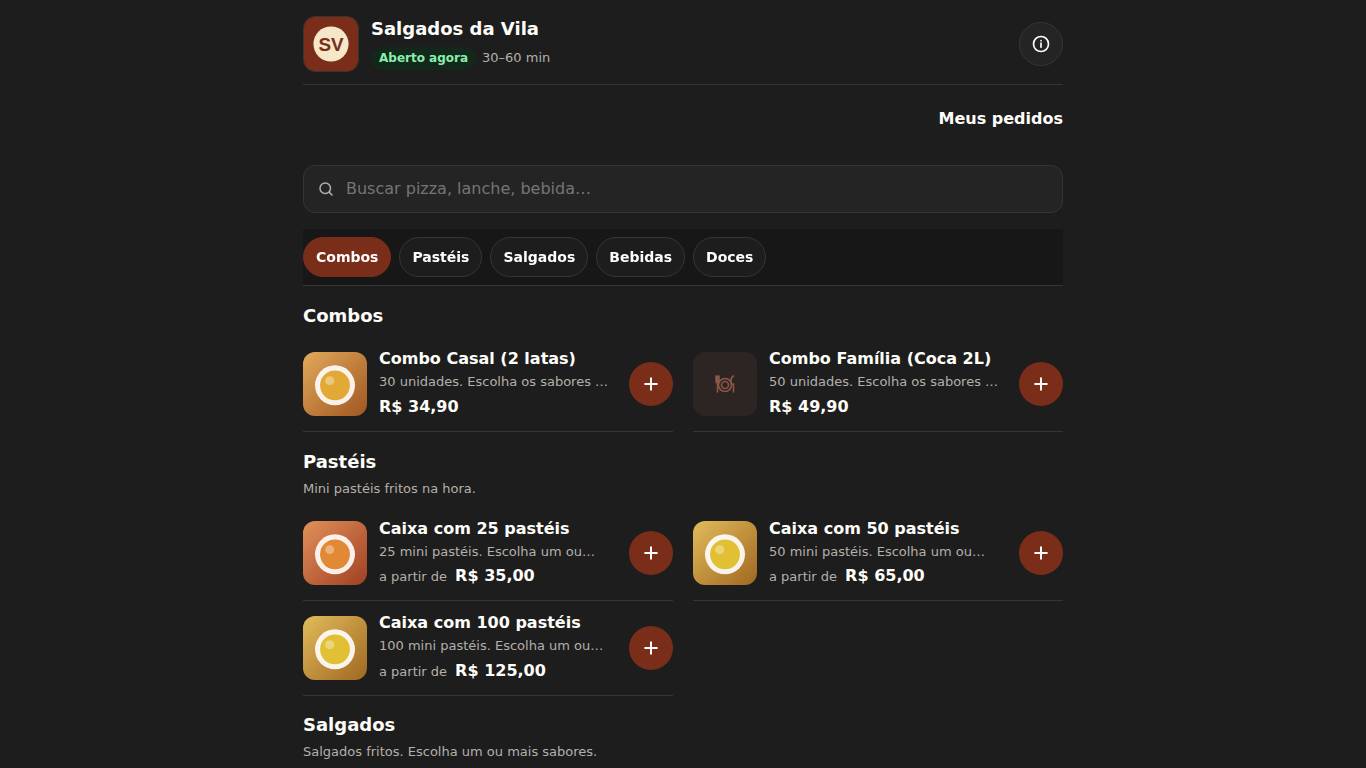 SV
Salgados da Vila
Aberto agora 30–60 min
Meus pedidos
Buscar pizza, lanche, bebida…
Combos Pastéis Salgados Bebidas Doces
Combos
Combo Casal (2 latas)
30 unidades. Escolha os sabores …
R$ 34,90
Combo Família (Coca 2L)
50 unidades. Escolha os sabores …
R$ 49,90
Pastéis
Mini pastéis fritos na hora.
Caixa com 25 pastéis
25 mini pastéis. Escolha um ou…
a partir de R$ 35,00
Caixa com 50 pastéis
50 mini pastéis. Escolha um ou…
a partir de R$ 65,00
Caixa com 100 pastéis
100 mini pastéis. Escolha um ou…
a partir de R$ 125,00
Salgados
Salgados fritos. Escolha um ou mais sabores.